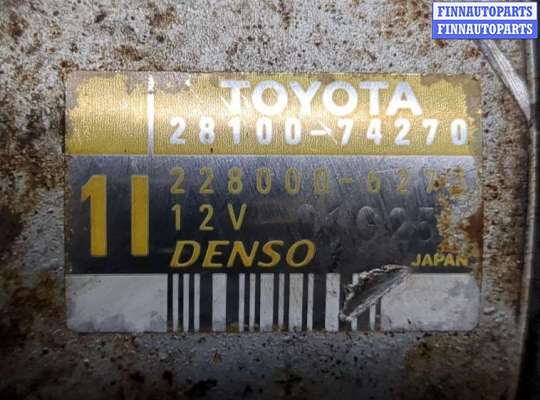 FINNAUTOPARTS
FINNAUTOPARTS
TOYOTA
28100-74270
11
12V
DENSO
JAPAN